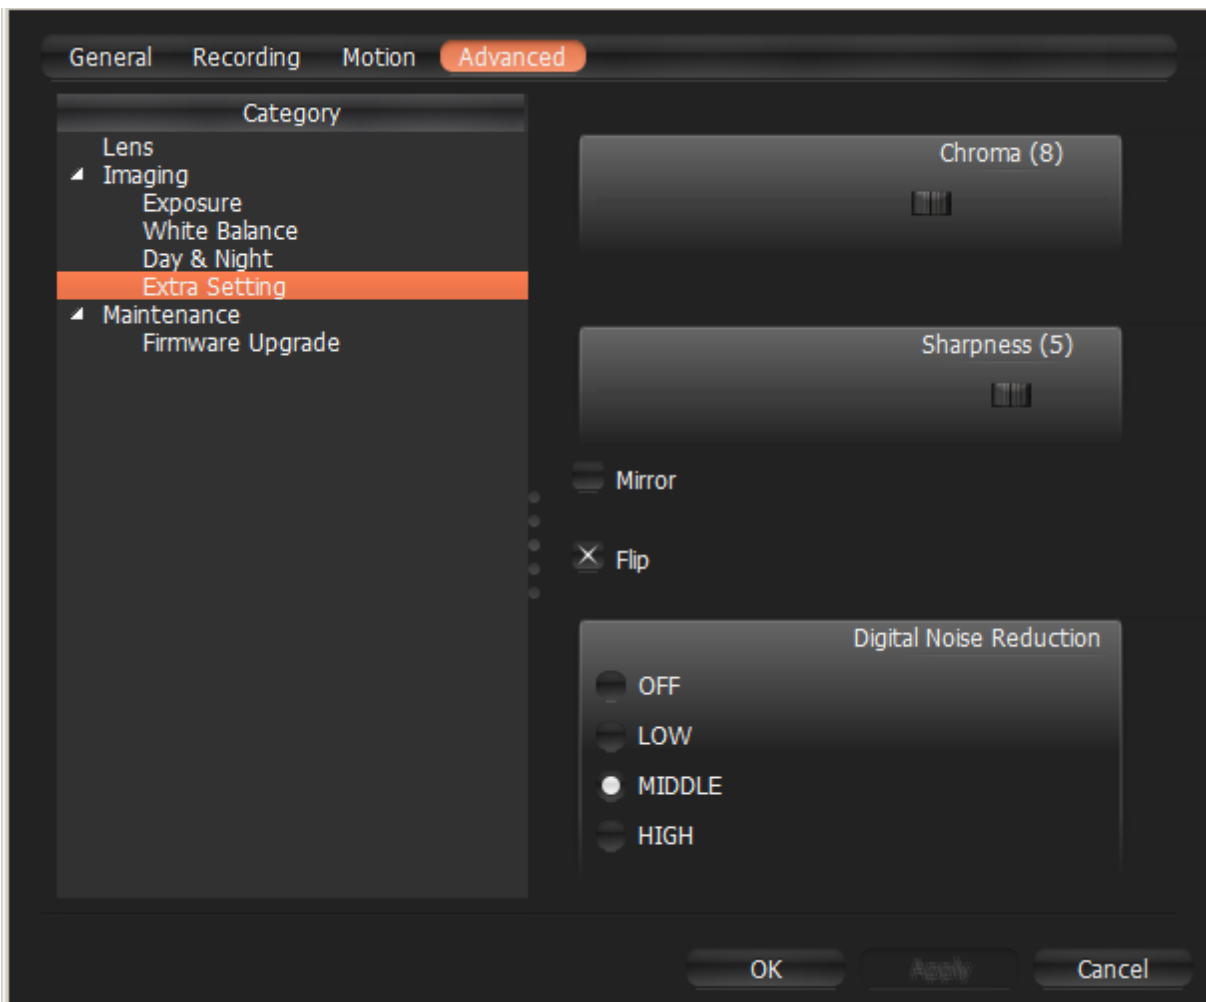 General Recording Motion Advanced
Category
Lens
Imaging
Exposure
White Balance
Day & Night
Extra Setting
Maintenance
Firmware Upgrade
Chroma (8)
Sharpness (5)
Mirror
Flip
Digital Noise Reduction
OFF
LOW
MIDDLE
HIGH
OK Apply Cancel